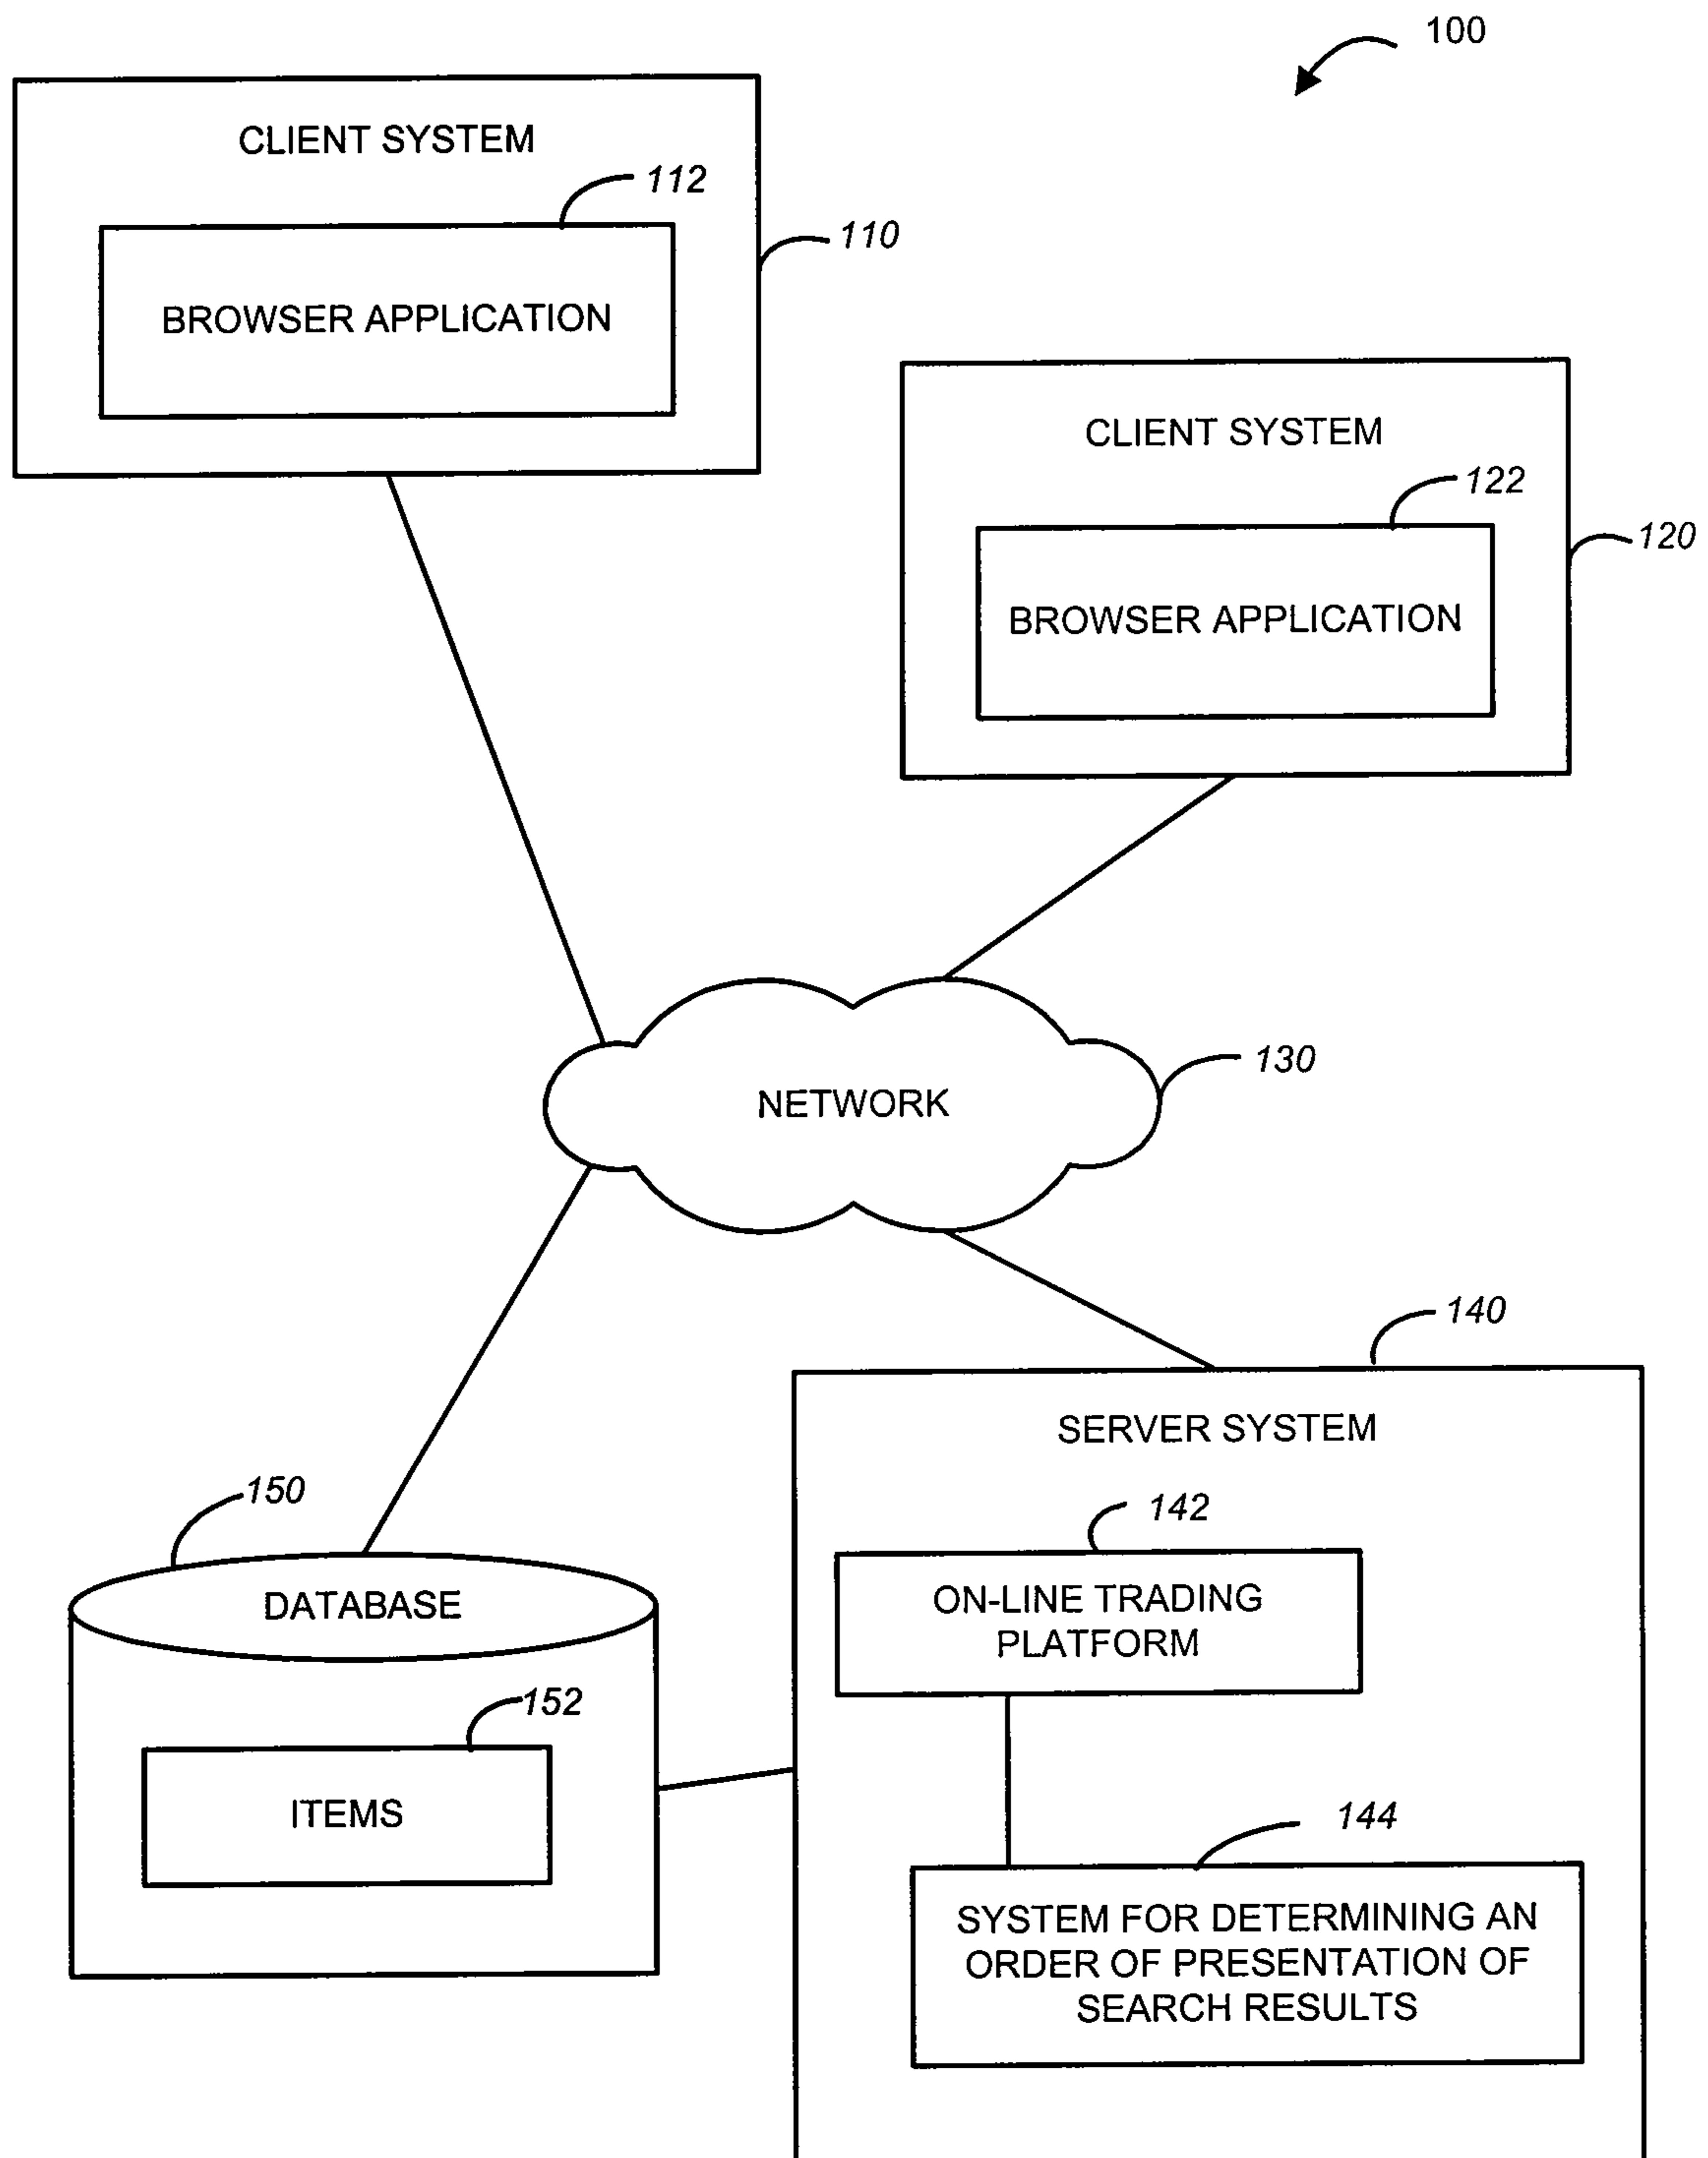 100
CLIENT SYSTEM
112
110
BROWSER APPLICATION
CLIENT SYSTEM
122
120
BROWSER APPLICATION
130
NETWORK
140
SERVER SYSTEM
150
142
DATABASE
ON-LINE TRADING
PLATFORM
152
ITEMS
144
SYSTEM FOR DETERMINING AN
ORDER OF PRESENTATION OF
SEARCH RESULTS